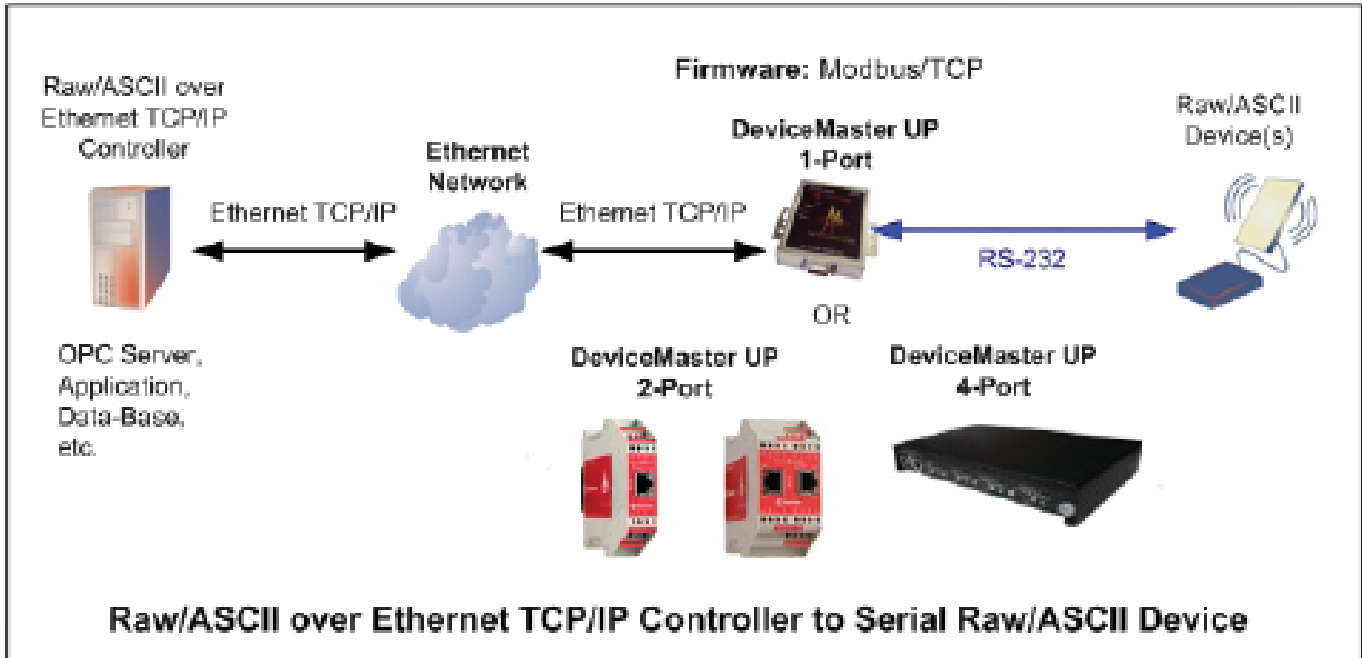 Firmware: Modbus/TCP
Raw/ASCII over
Ethernet TCP/IP
Controller
Ethernet
Network
DeviceMaster UP
1-Port
Raw/ASCII
Device(s)
Ethernet TCP/IP
Ethernet TCP/IP
RS-232
OR
OPC Server,
Application,
Data-Base,
etc.
DeviceMaster UP
2-Port
DeviceMaster UP
4-Port
Raw/ASCII over Ethernet TCP/IP Controller to Serial Raw/ASCII Device